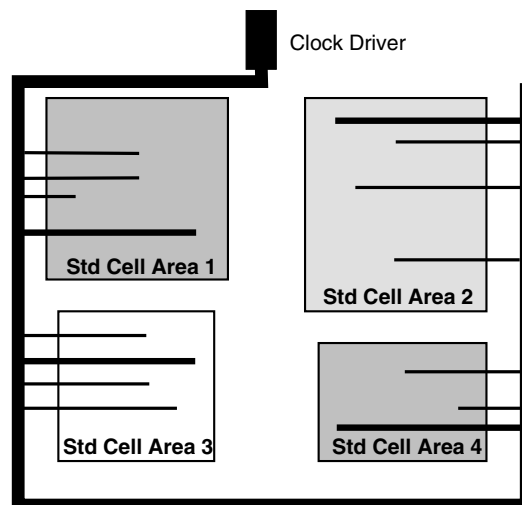 Clock Driver
Std Cell Area 1
Std Cell Area 2
Std Cell Area 3
Std Cell Area 4